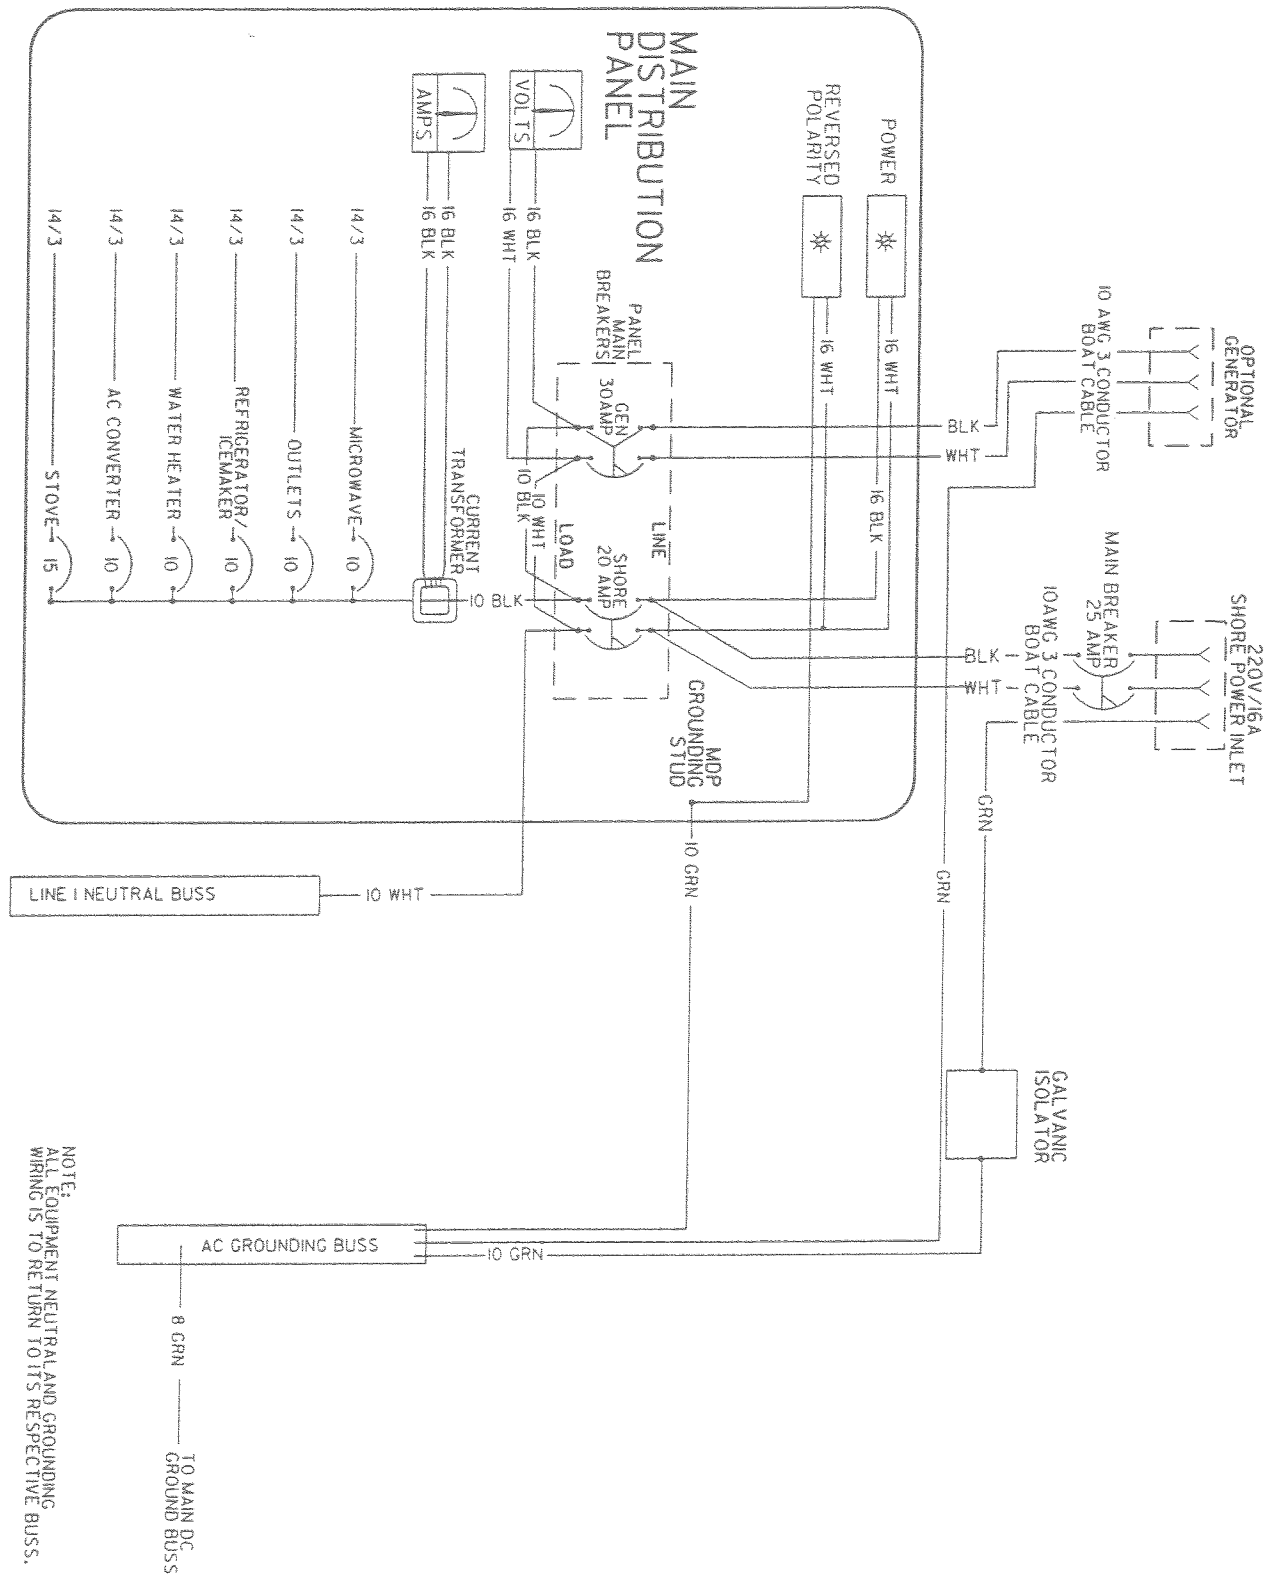 MAIN
DISTRIBUTION
PANEL
POWER
REVERSED
POLARITY
VOLTS
AMPS
16 WHT
16 WHT
16 BLK
16 BLK
16 WHT
16 BLK
16 BLK
PANEL
MAIN
BREAKERS
GEN
30AMP
SHORE
20 AMP
LINE
LOAD
10 WHT
10 BLK
10 BLK
CURRENT
TRANSFORMER
14/3
MICROWAVE
10
14/3
OUTLETS
10
14/3
REFRIGERATOR/
ICEMAKER
10
14/3
WATER HEATER
10
14/3
AC CONVERTER
10
14/3
STOVE
15
OPTIONAL
GENERATOR
10 AWG 3 CONDUCTOR
BOAT CABLE
BLK
WHT
GRN
220V/16A
SHORE POWER INLET
MAIN BREAKER
25 AMP
10AWG 3 CONDUCTOR
BOAT CABLE
BLK
WHT
GRN
MDP
GROUNDING
STUD
10 GRN
GALVANIC
ISOLATOR
LINE 1 NEUTRAL BUSS
10 WHT
AC GROUNDING BUSS
10 GRN
8 GRN
TO MAIN DC
GROUND BUSS
NOTE:
ALL EQUIPMENT NEUTRAL AND GROUNDING
WIRING IS TO RETURN TO ITS RESPECTIVE BUSS.